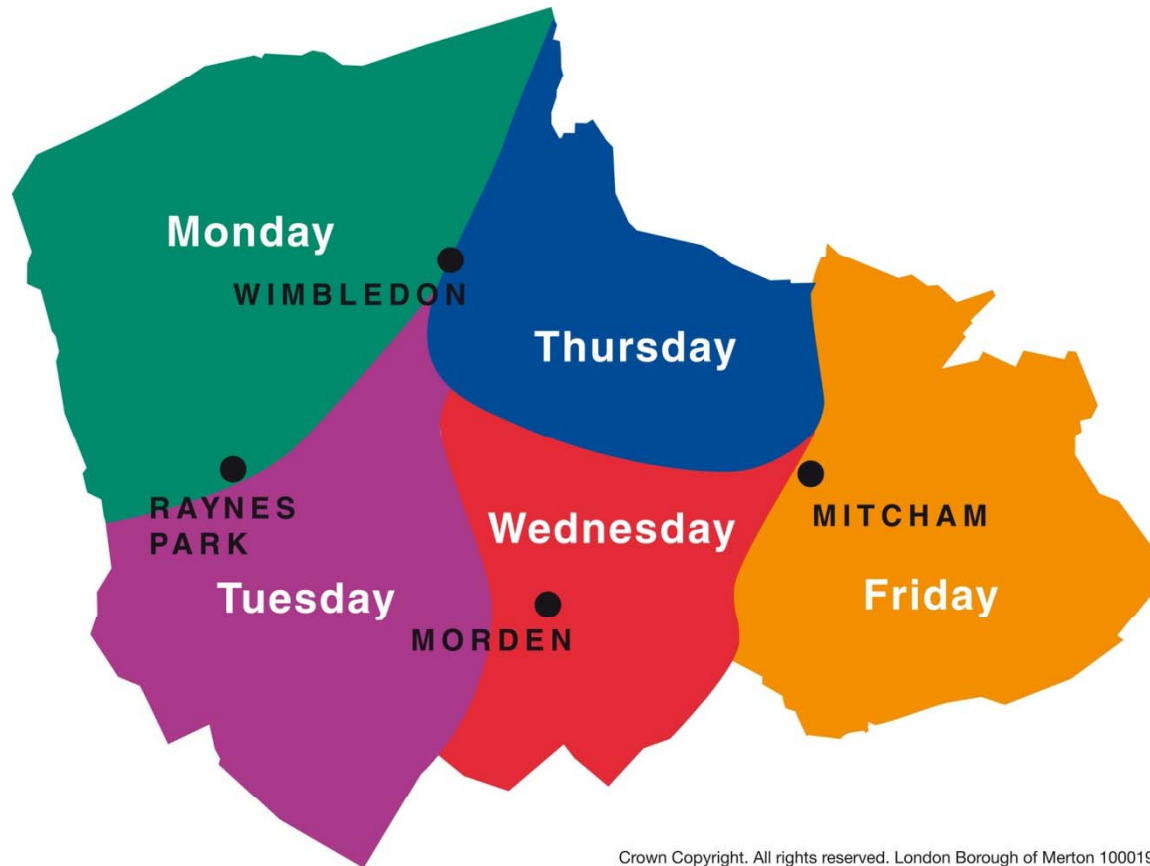 Monday
WIMBLEDON
Thursday
RAYNES
PARK
Wednesday
MITCHAM
Tuesday
Friday
MORDEN
Crown Copyright. All rights reserved. London Borough of Merton 100019